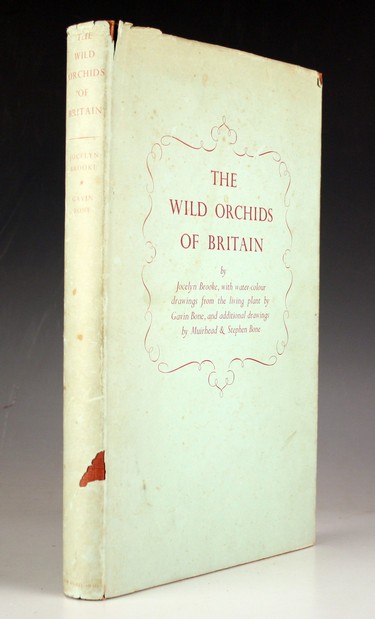 THE
WILD
ORCHIDS
OF
BRITAIN
JOCELYN
BROOKE
GAVIN
BONE
THE
WILD ORCHIDS
OF BRITAIN
by
Jocelyn Brooke, with water-colour
drawings from the living plant by
Gavin Bone, and additional drawings
by Muirhead & Stephen Bone